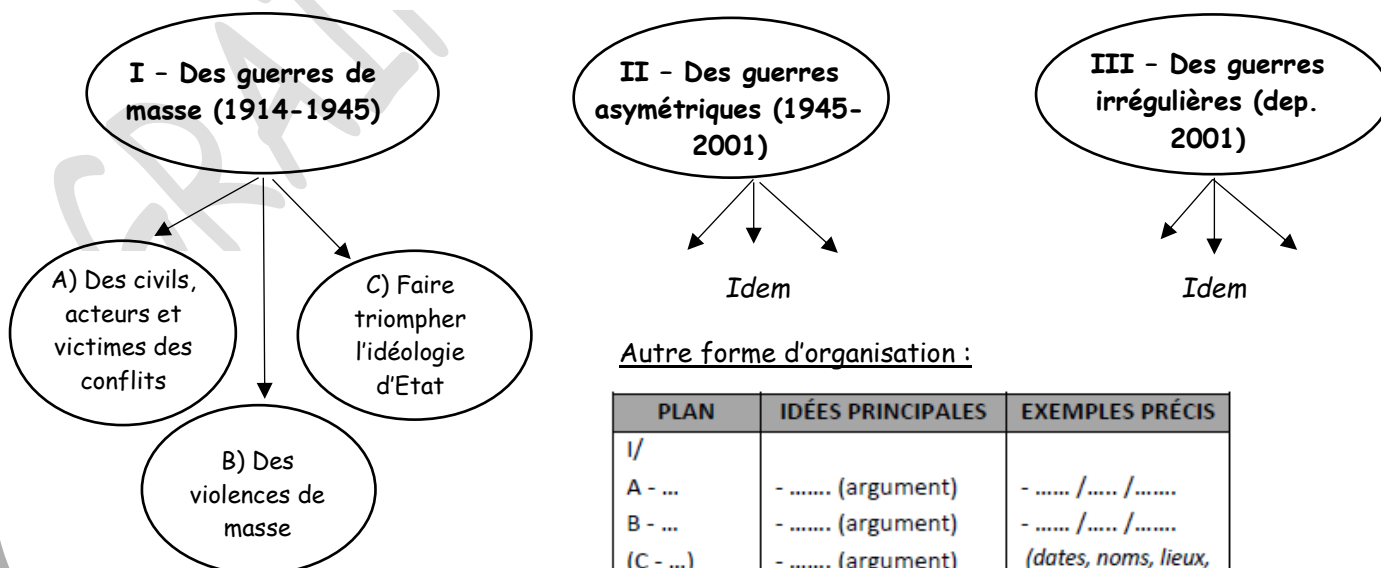 I – Des guerres de
masse (1914-1945)
II – Des guerres
asymétriques (1945-
2001)
III – Des guerres
irrégulières (dep.
2001)
A) Des civils,
acteurs et
victimes des
conflits
C) Faire
triompher
l'idéologie
d'Etat
B) Des
violences de
masse
Idem
Idem
Autre forme d'organisation :
PLAN IDÉES PRINCIPALES EXEMPLES PRÉCIS
I/
A - ... - ....... (argument) - ...... /..... /.......
B - ... - ....... (argument) - ...... /..... /.......
(C - ...) - ....... (argument) (dates, noms, lieux,